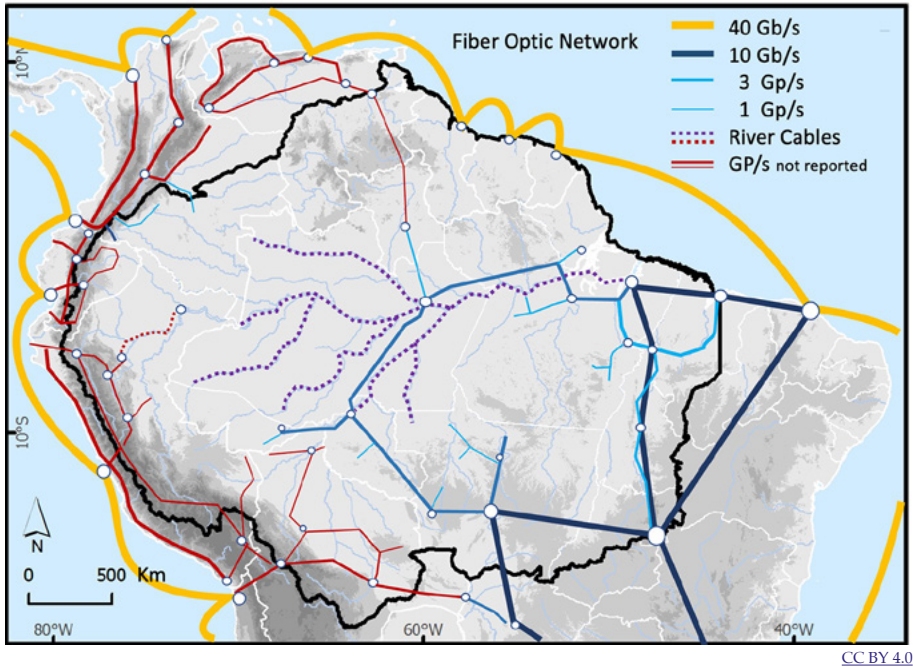 Fiber Optic Network
40 Gb/s
10 Gb/s
3 Gp/s
1 Gp/s
River Cables
GP/s not reported
10°N
10°S
N
0 500 Km
80°W
60°W
40°W
CC BY 4.0